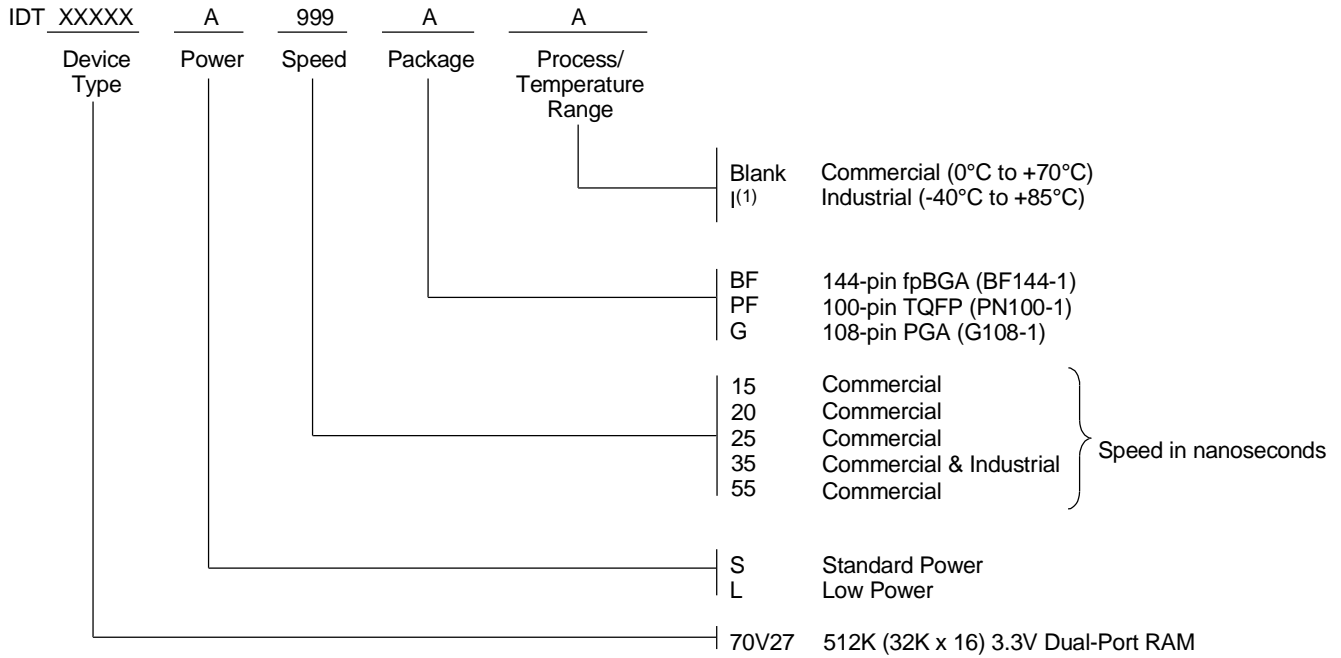 IDT XXXXX A 999 A A
Device Type Power Speed Package Process/ Temperature Range
Blank Commercial (0°C to +70°C)
I(1) Industrial (-40°C to +85°C)
BF 144-pin fpBGA (BF144-1)
PF 100-pin TQFP (PN100-1)
G 108-pin PGA (G108-1)
15 Commercial
20 Commercial
25 Commercial
35 Commercial & Industrial
55 Commercial
Speed in nanoseconds
S Standard Power
L Low Power
70V27 512K (32K x 16) 3.3V Dual-Port RAM